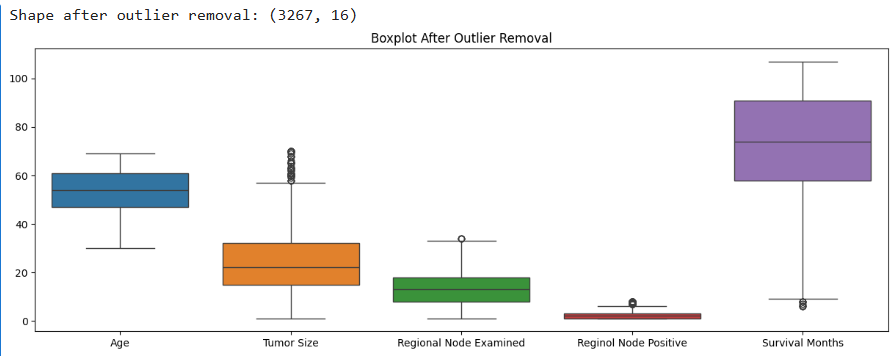 Shape after outlier removal: (3267, 16)
Boxplot After Outlier Removal
100
80
60
40
20
0
Age Tumor Size Regional Node Examined Reginol Node Positive Survival Months